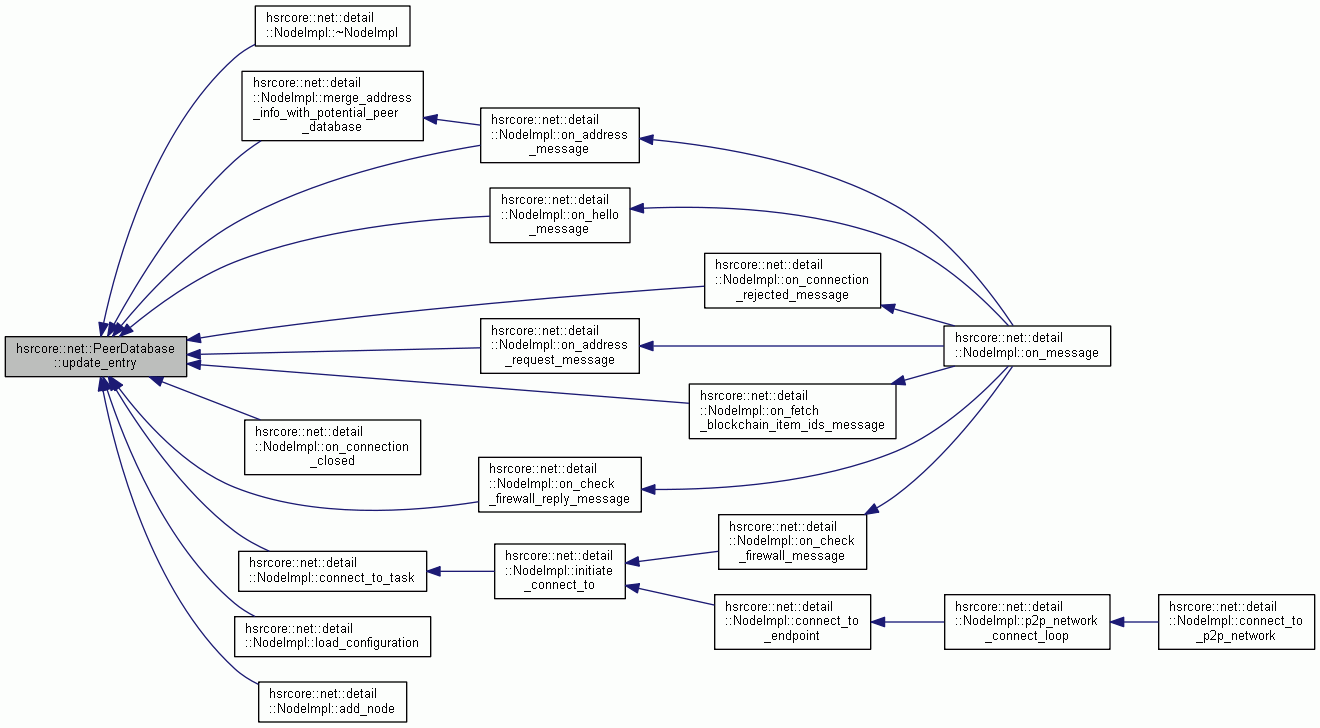 hsrcore::net::detail
::NodeImpl::~NodeImpl
hsrcore::net::detail
::NodeImpl::merge_address
_info_with_potential_peer
_database
hsrcore::net::detail
::NodeImpl::on_address
_message
hsrcore::net::detail
::NodeImpl::on_hello
_message
hsrcore::net::detail
::NodeImpl::on_connection
_rejected_message
hsrcore::net::PeerDatabase
::update_entry
hsrcore::net::detail
::NodeImpl::on_address
_request_message
hsrcore::net::detail
::NodeImpl::on_message
hsrcore::net::detail
::NodeImpl::on_fetch
_blockchain_item_ids_message
hsrcore::net::detail
::NodeImpl::on_connection
_closed
hsrcore::net::detail
::NodeImpl::on_check
_firewall_reply_message
hsrcore::net::detail
::NodeImpl::on_check
_firewall_message
hsrcore::net::detail
::NodeImpl::connect_to_task
hsrcore::net::detail
::NodeImpl::initiate
_connect_to
hsrcore::net::detail
::NodeImpl::connect_to
_endpoint
hsrcore::net::detail
::NodeImpl::p2p_network
_connect_loop
hsrcore::net::detail
::NodeImpl::connect_to
_p2p_network
hsrcore::net::detail
::NodeImpl::load_configuration
hsrcore::net::detail
::NodeImpl::add_node